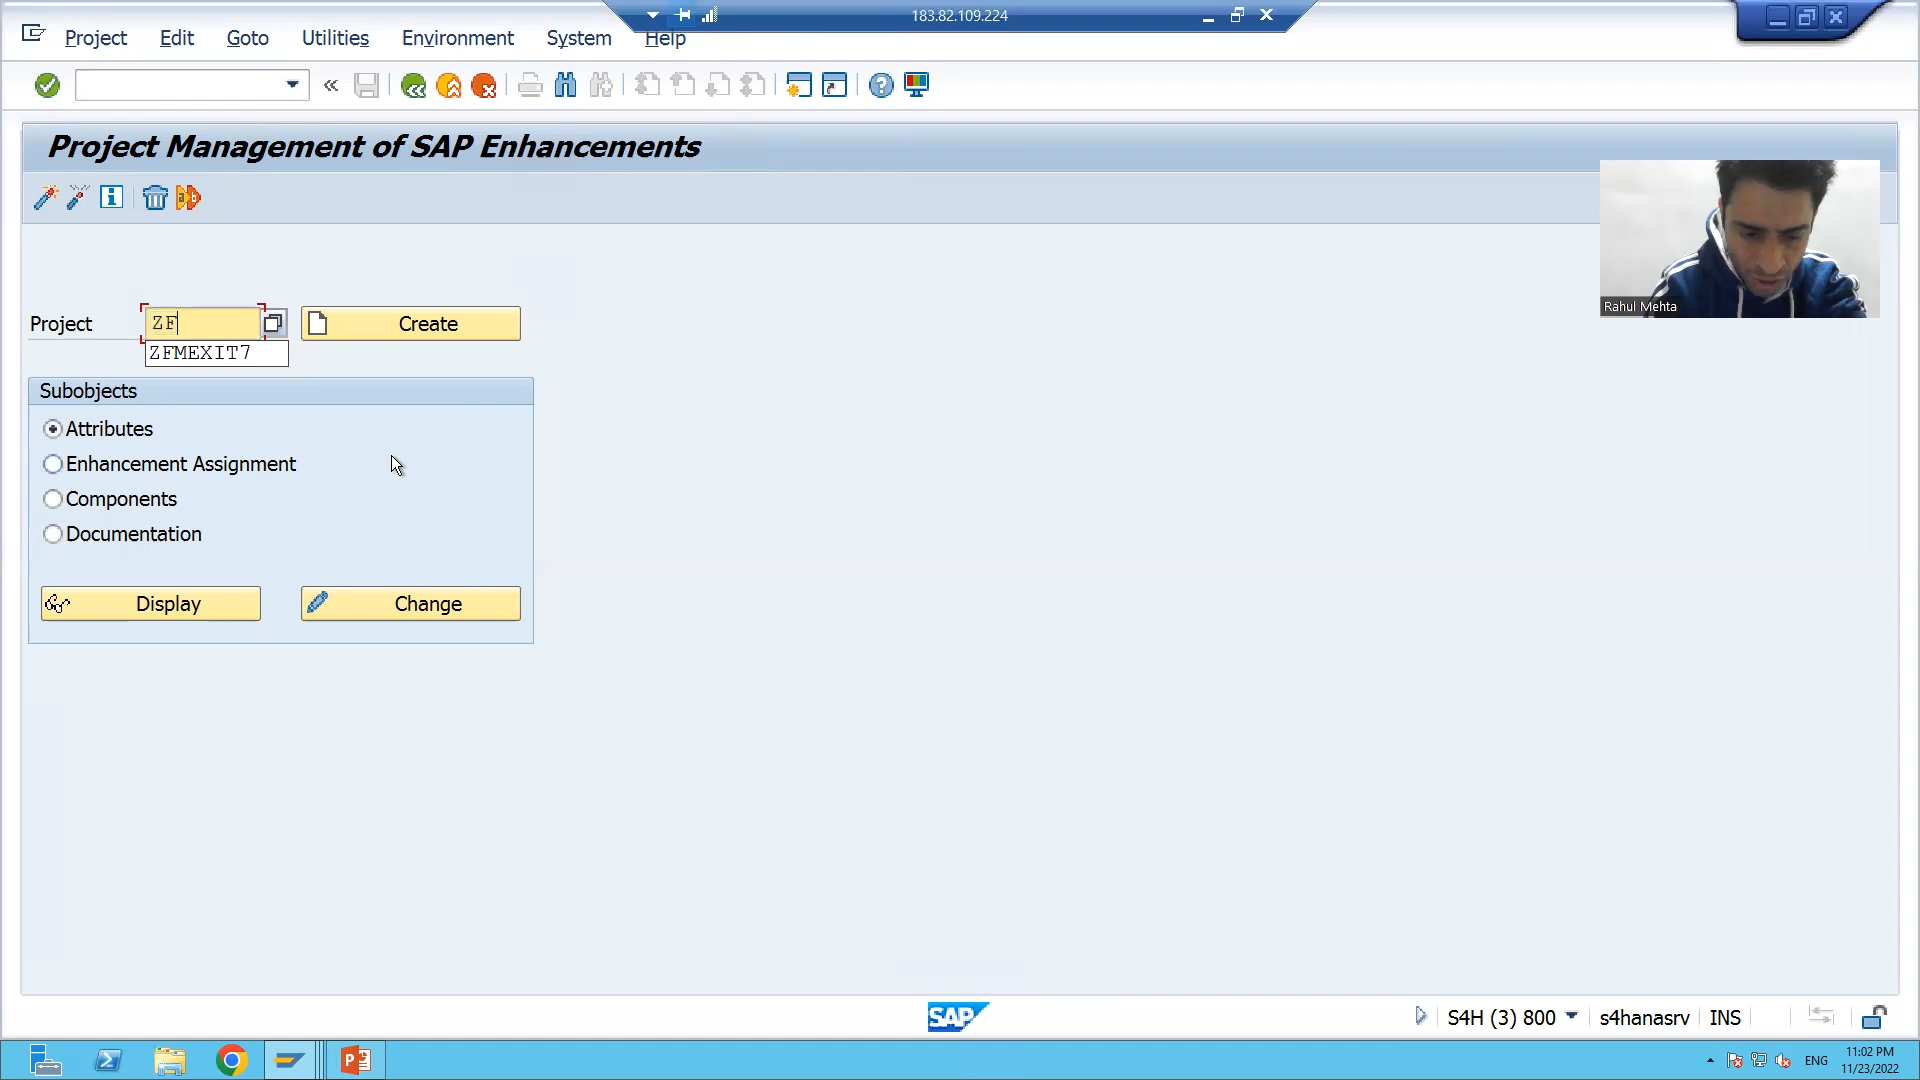 183.82.109.224
Project Edit Goto Utilities Environment System Help
Project Management of SAP Enhancements
Rahul Mehta
Project ZF Create
ZFMEXIT7
Subobjects
Attributes
Enhancement Assignment
Components
Documentation
Display Change
SAP
S4H (3) 800 s4hanasrv INS
ENG
11:02 PM
11/23/2022